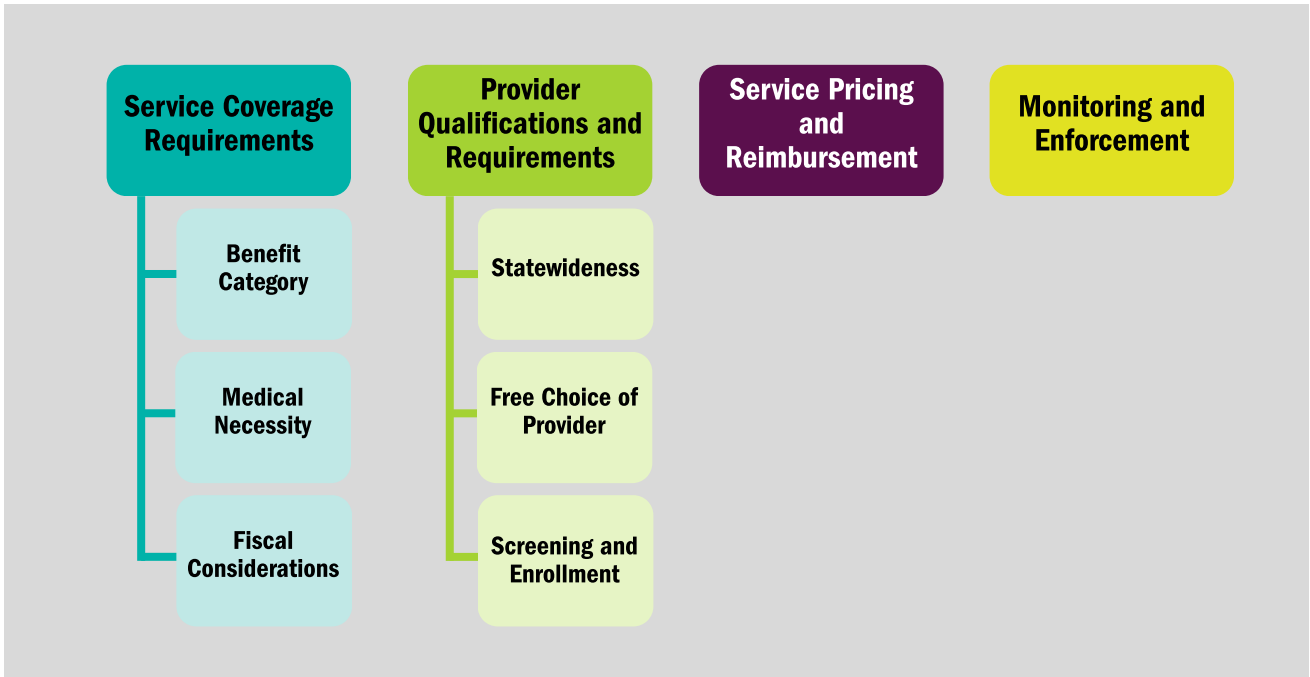 Service Coverage
Requirements
Benefit
Category
Medical
Necessity
Fiscal
Considerations
Provider
Qualifications and
Requirements
Statewideness
Free Choice of
Provider
Screening and
Enrollment
Service Pricing
and
Reimbursement
Monitoring and
Enforcement